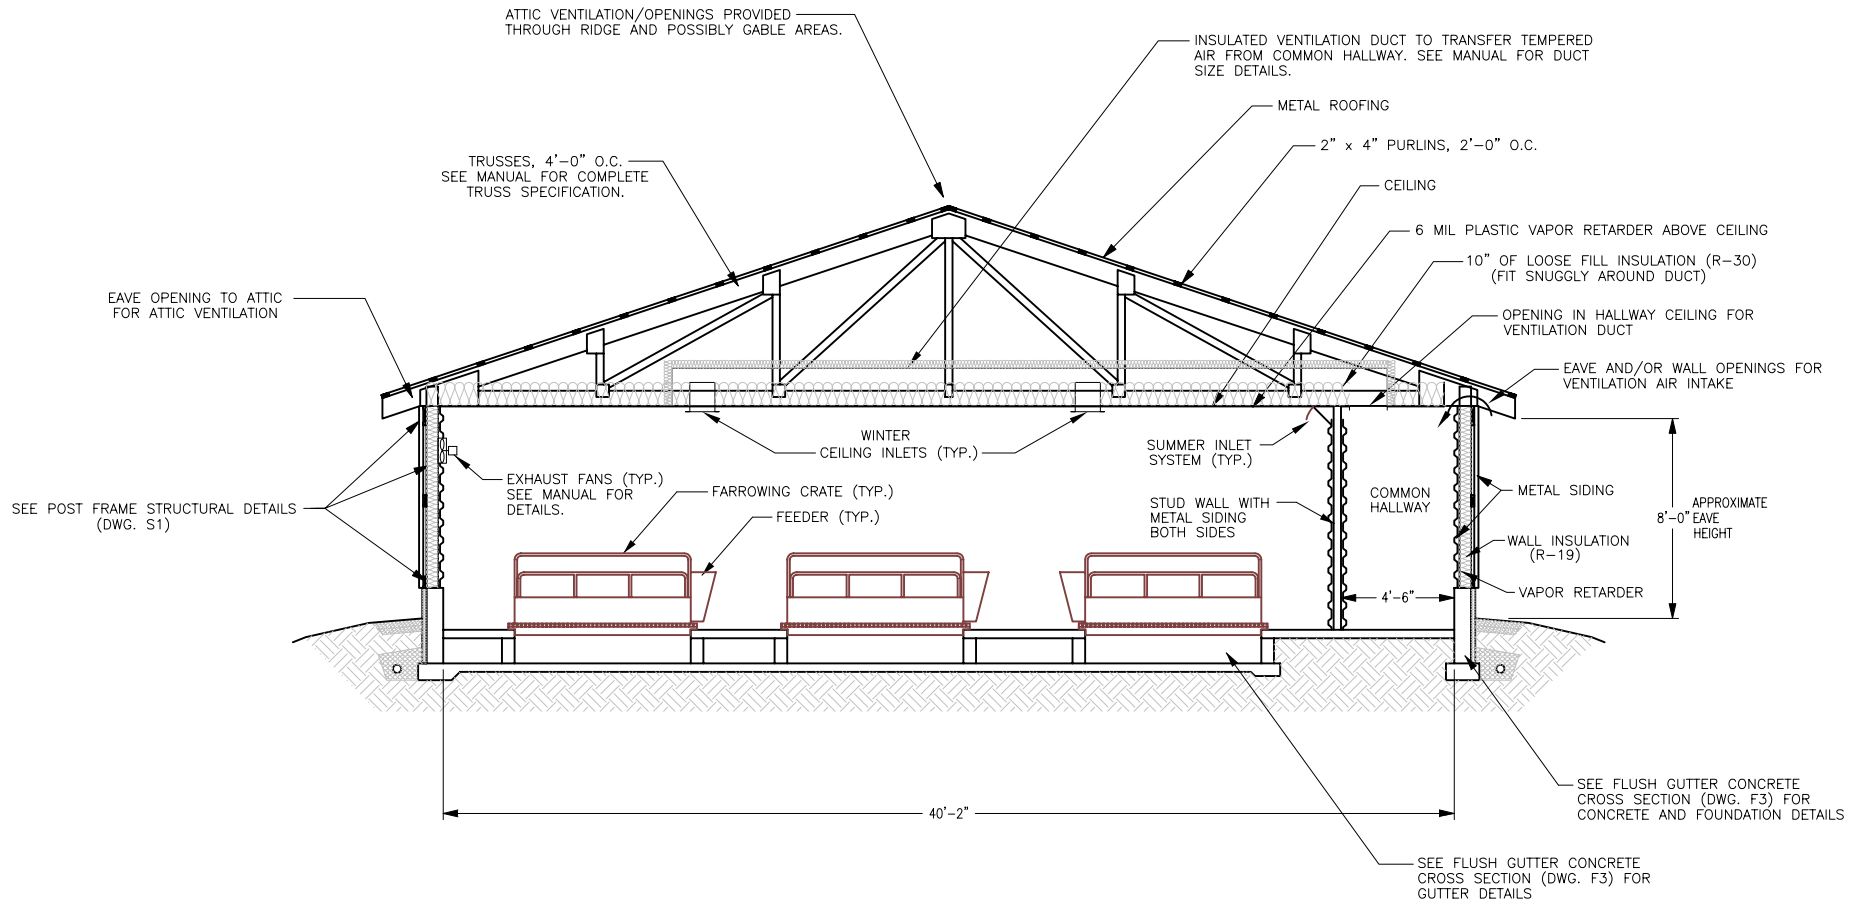 ATTIC VENTILATION/OPENINGS PROVIDED
THROUGH RIDGE AND POSSIBLY GABLE AREAS.
INSULATED VENTILATION DUCT TO TRANSFER TEMPERED
AIR FROM COMMON HALLWAY. SEE MANUAL FOR DUCT
SIZE DETAILS.
METAL ROOFING
2" x 4" PURLINS, 2'-0" O.C.
TRUSSES, 4'-0" O.C.
SEE MANUAL FOR COMPLETE
TRUSS SPECIFICATION.
CEILING
6 MIL PLASTIC VAPOR RETARDER ABOVE CEILING
10" OF LOOSE FILL INSULATION (R-30)
(FIT SNUGGLY AROUND DUCT)
EAVE OPENING TO ATTIC
FOR ATTIC VENTILATION
OPENING IN HALLWAY CEILING FOR
VENTILATION DUCT
EAVE AND/OR WALL OPENINGS FOR
VENTILATION AIR INTAKE
WINTER
CEILING INLETS (TYP.)
SUMMER INLET
SYSTEM (TYP.)
EXHAUST FANS (TYP.)
SEE MANUAL FOR
DETAILS.
FARROWING CRATE (TYP.)
FEEDER (TYP.)
STUD WALL WITH
METAL SIDING
BOTH SIDES
COMMON
HALLWAY
METAL SIDING
8'-0"
APPROXIMATE
EAVE
HEIGHT
SEE POST FRAME STRUCTURAL DETAILS
(DWG. S1)
WALL INSULATION
(R-19)
VAPOR RETARDER
4'-6"
40'-2"
SEE FLUSH GUTTER CONCRETE
CROSS SECTION (DWG. F3) FOR
CONCRETE AND FOUNDATION DETAILS
SEE FLUSH GUTTER CONCRETE
CROSS SECTION (DWG. F3) FOR
GUTTER DETAILS